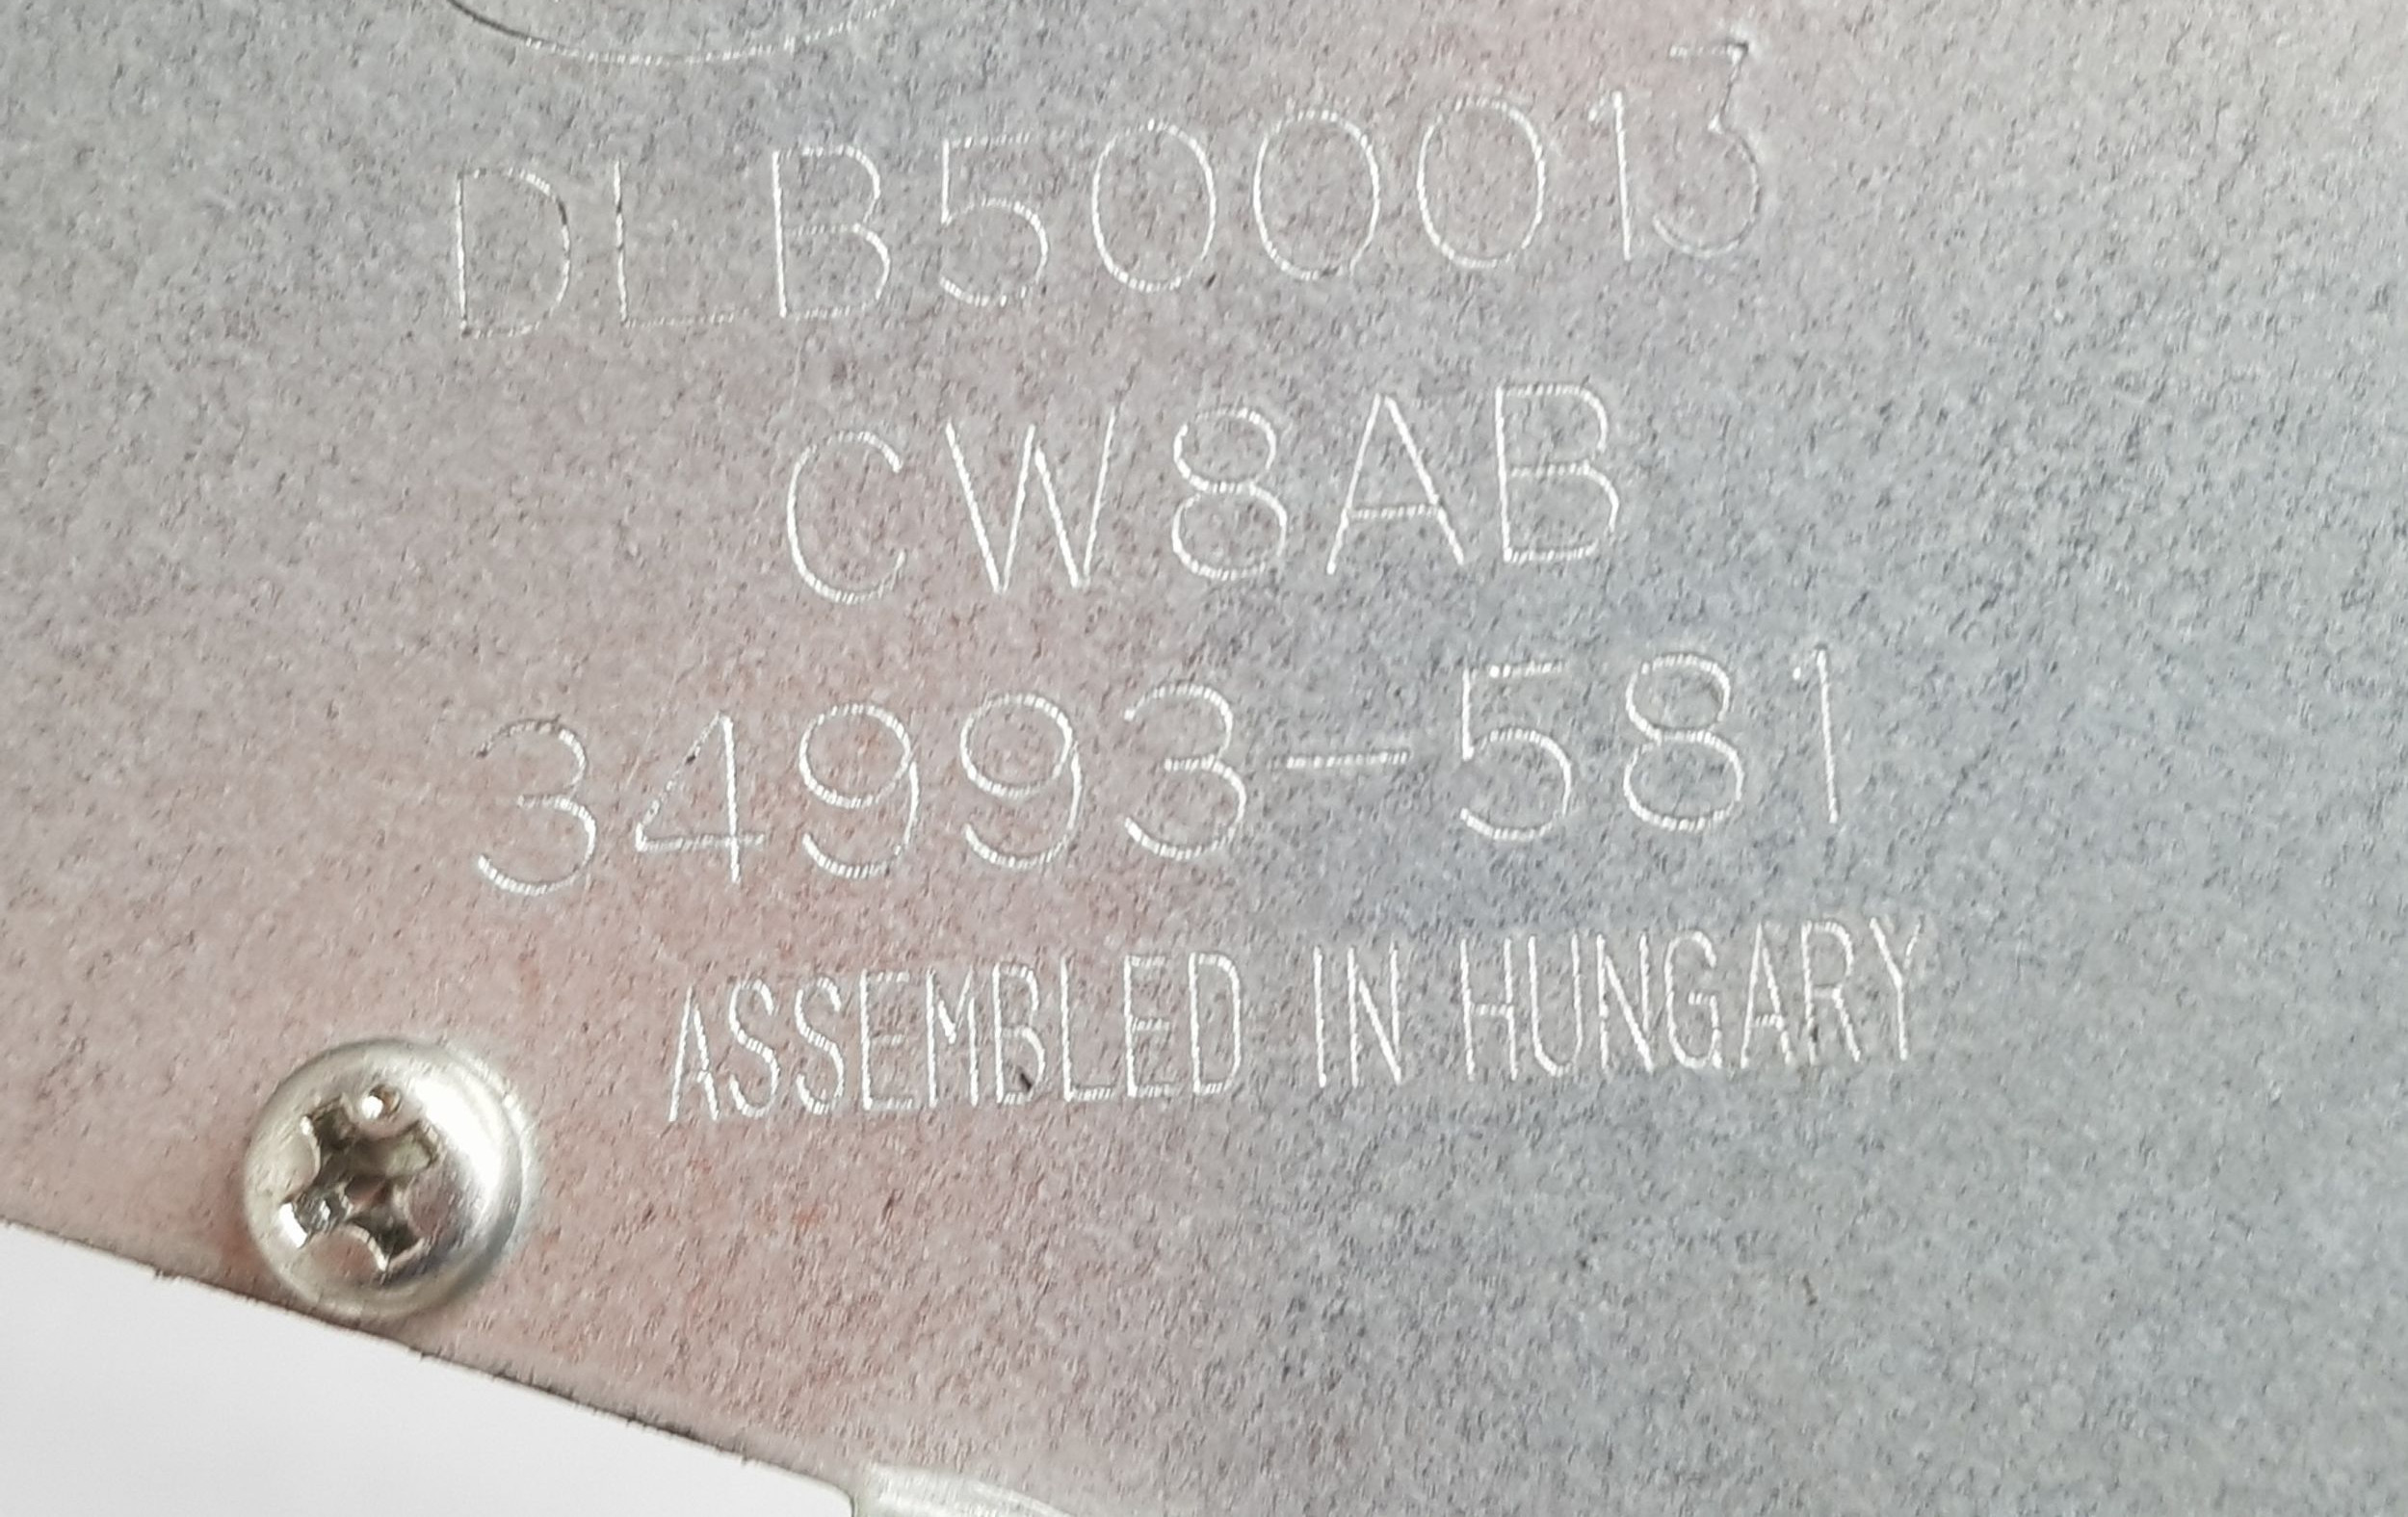 DLB500013
CW8AB
34993-581
ASSEMBLED IN HUNGARY